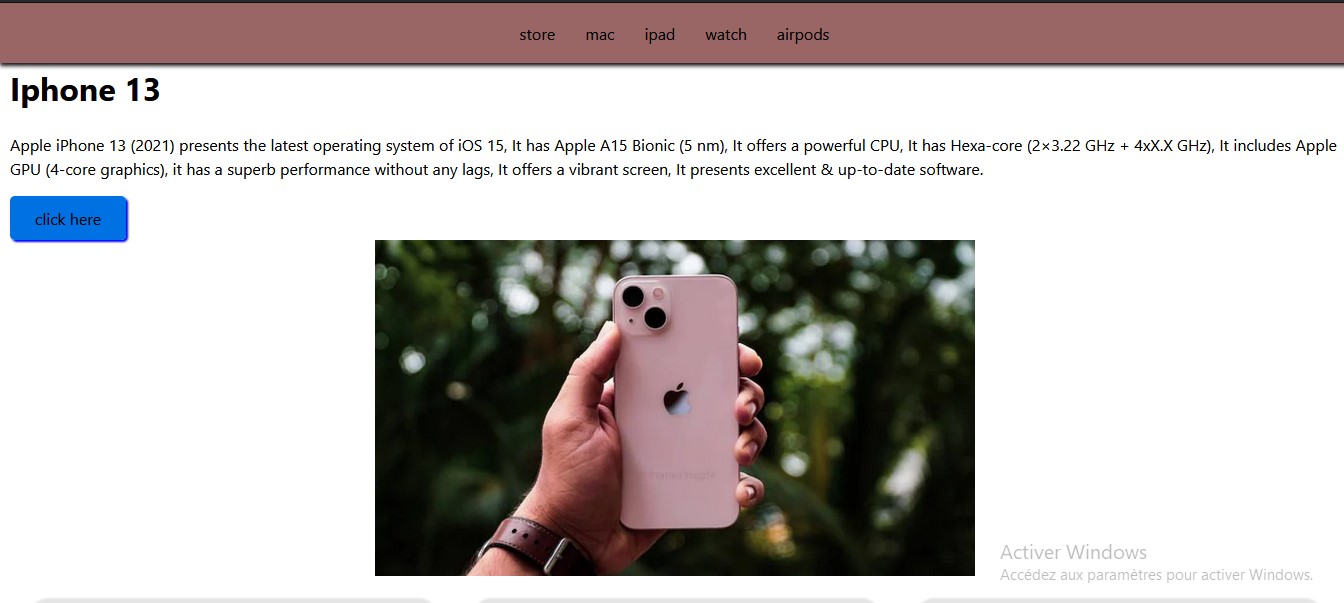 store mac ipad watch airpods
Iphone 13
Apple iPhone 13 (2021) presents the latest operating system of iOS 15, It has Apple A15 Bionic (5 nm), It offers a powerful CPU, It has Hexa-core (2×3.22 GHz + 4xX.X GHz), It includes Apple
GPU (4-core graphics), it has a superb performance without any lags, It offers a vibrant screen, It presents excellent & up-to-date software.
click here
Activer Windows
Accédez aux paramètres pour activer Windows.